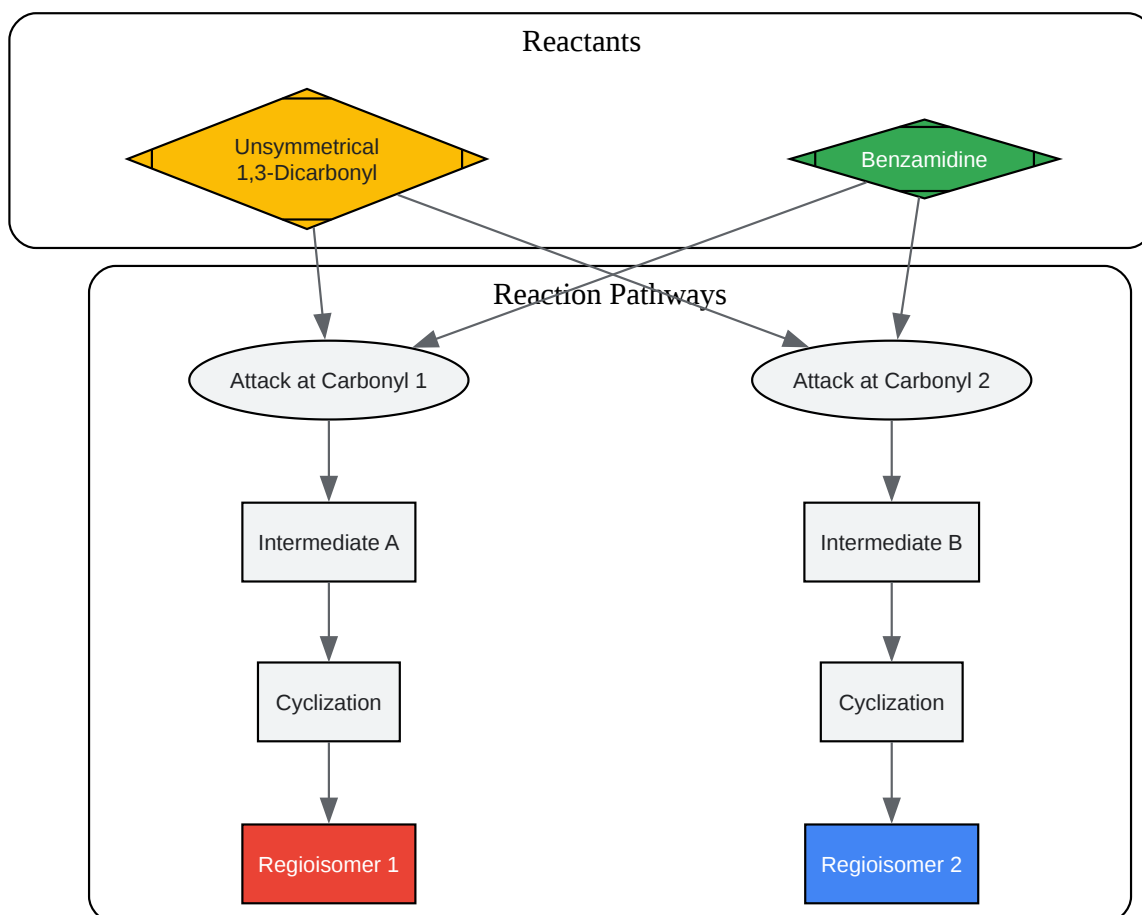 Reactants
Unsymmetrical
1,3-Dicarbonyl
Benzamidine
Reaction Pathways
Attack at Carbonyl 1
Attack at Carbonyl 2
Intermediate A
Intermediate B
Cyclization
Cyclization
Regioisomer 1
Regioisomer 2